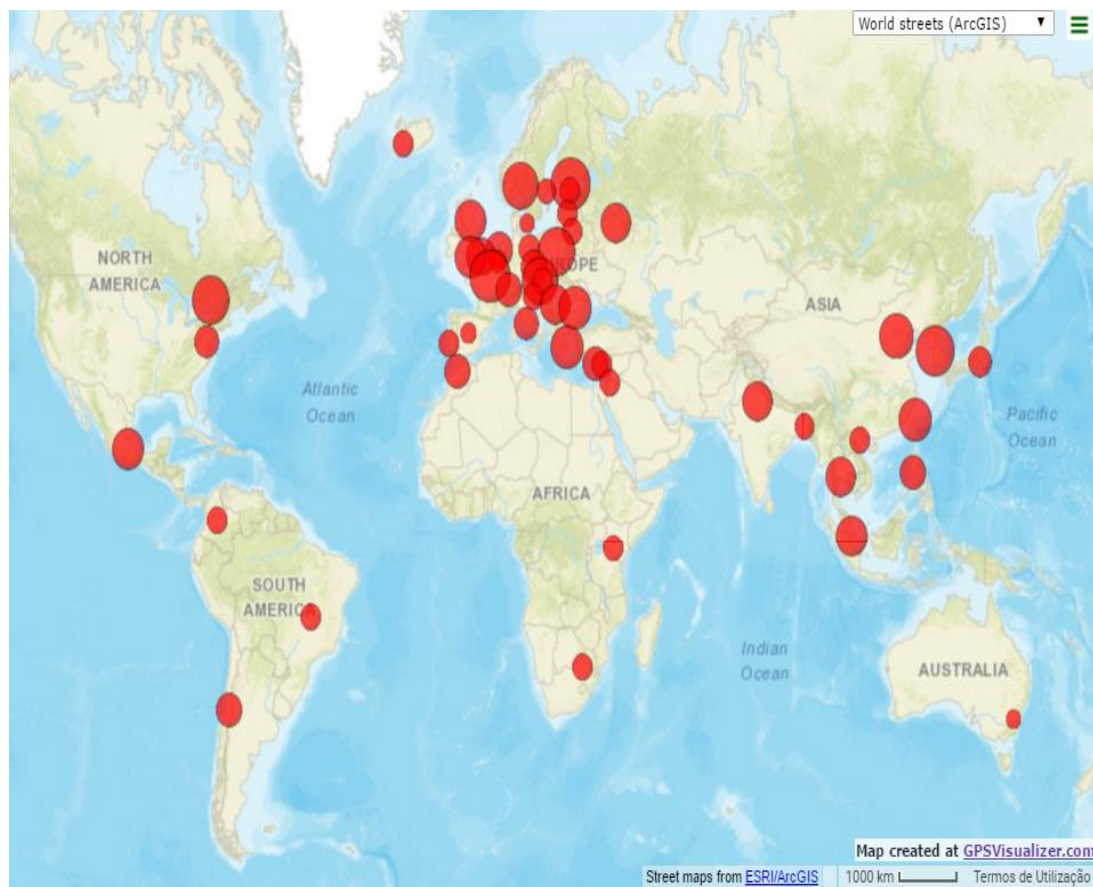 World streets (ArcGIS)
NORTH
AMERICA
ASIA
Atlantic
Ocean
Pacific
Ocean
AFRICA
SOUTH
AMERICA
Indian
Ocean
AUSTRALIA
Map created at GPSVisualizer.com
Street maps from ESRI/ArcGIS 1000 km Termos de Utilização